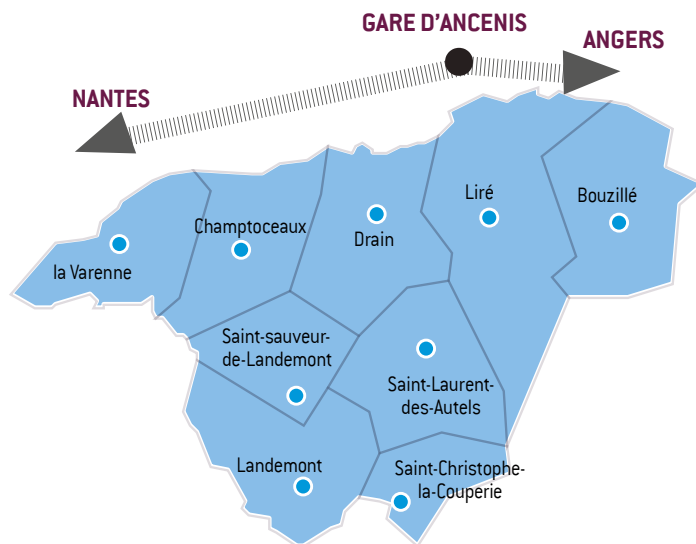 GARE D'ANCENIS
ANGERS
NANTES
Liré
Bouzillé
Champtoceaux
Drain
la Varenne
Saint-sauveur-
de-Landemont
Saint-Laurent-
des-Autels
Landemont
Saint-Christophe-
la-Couperie